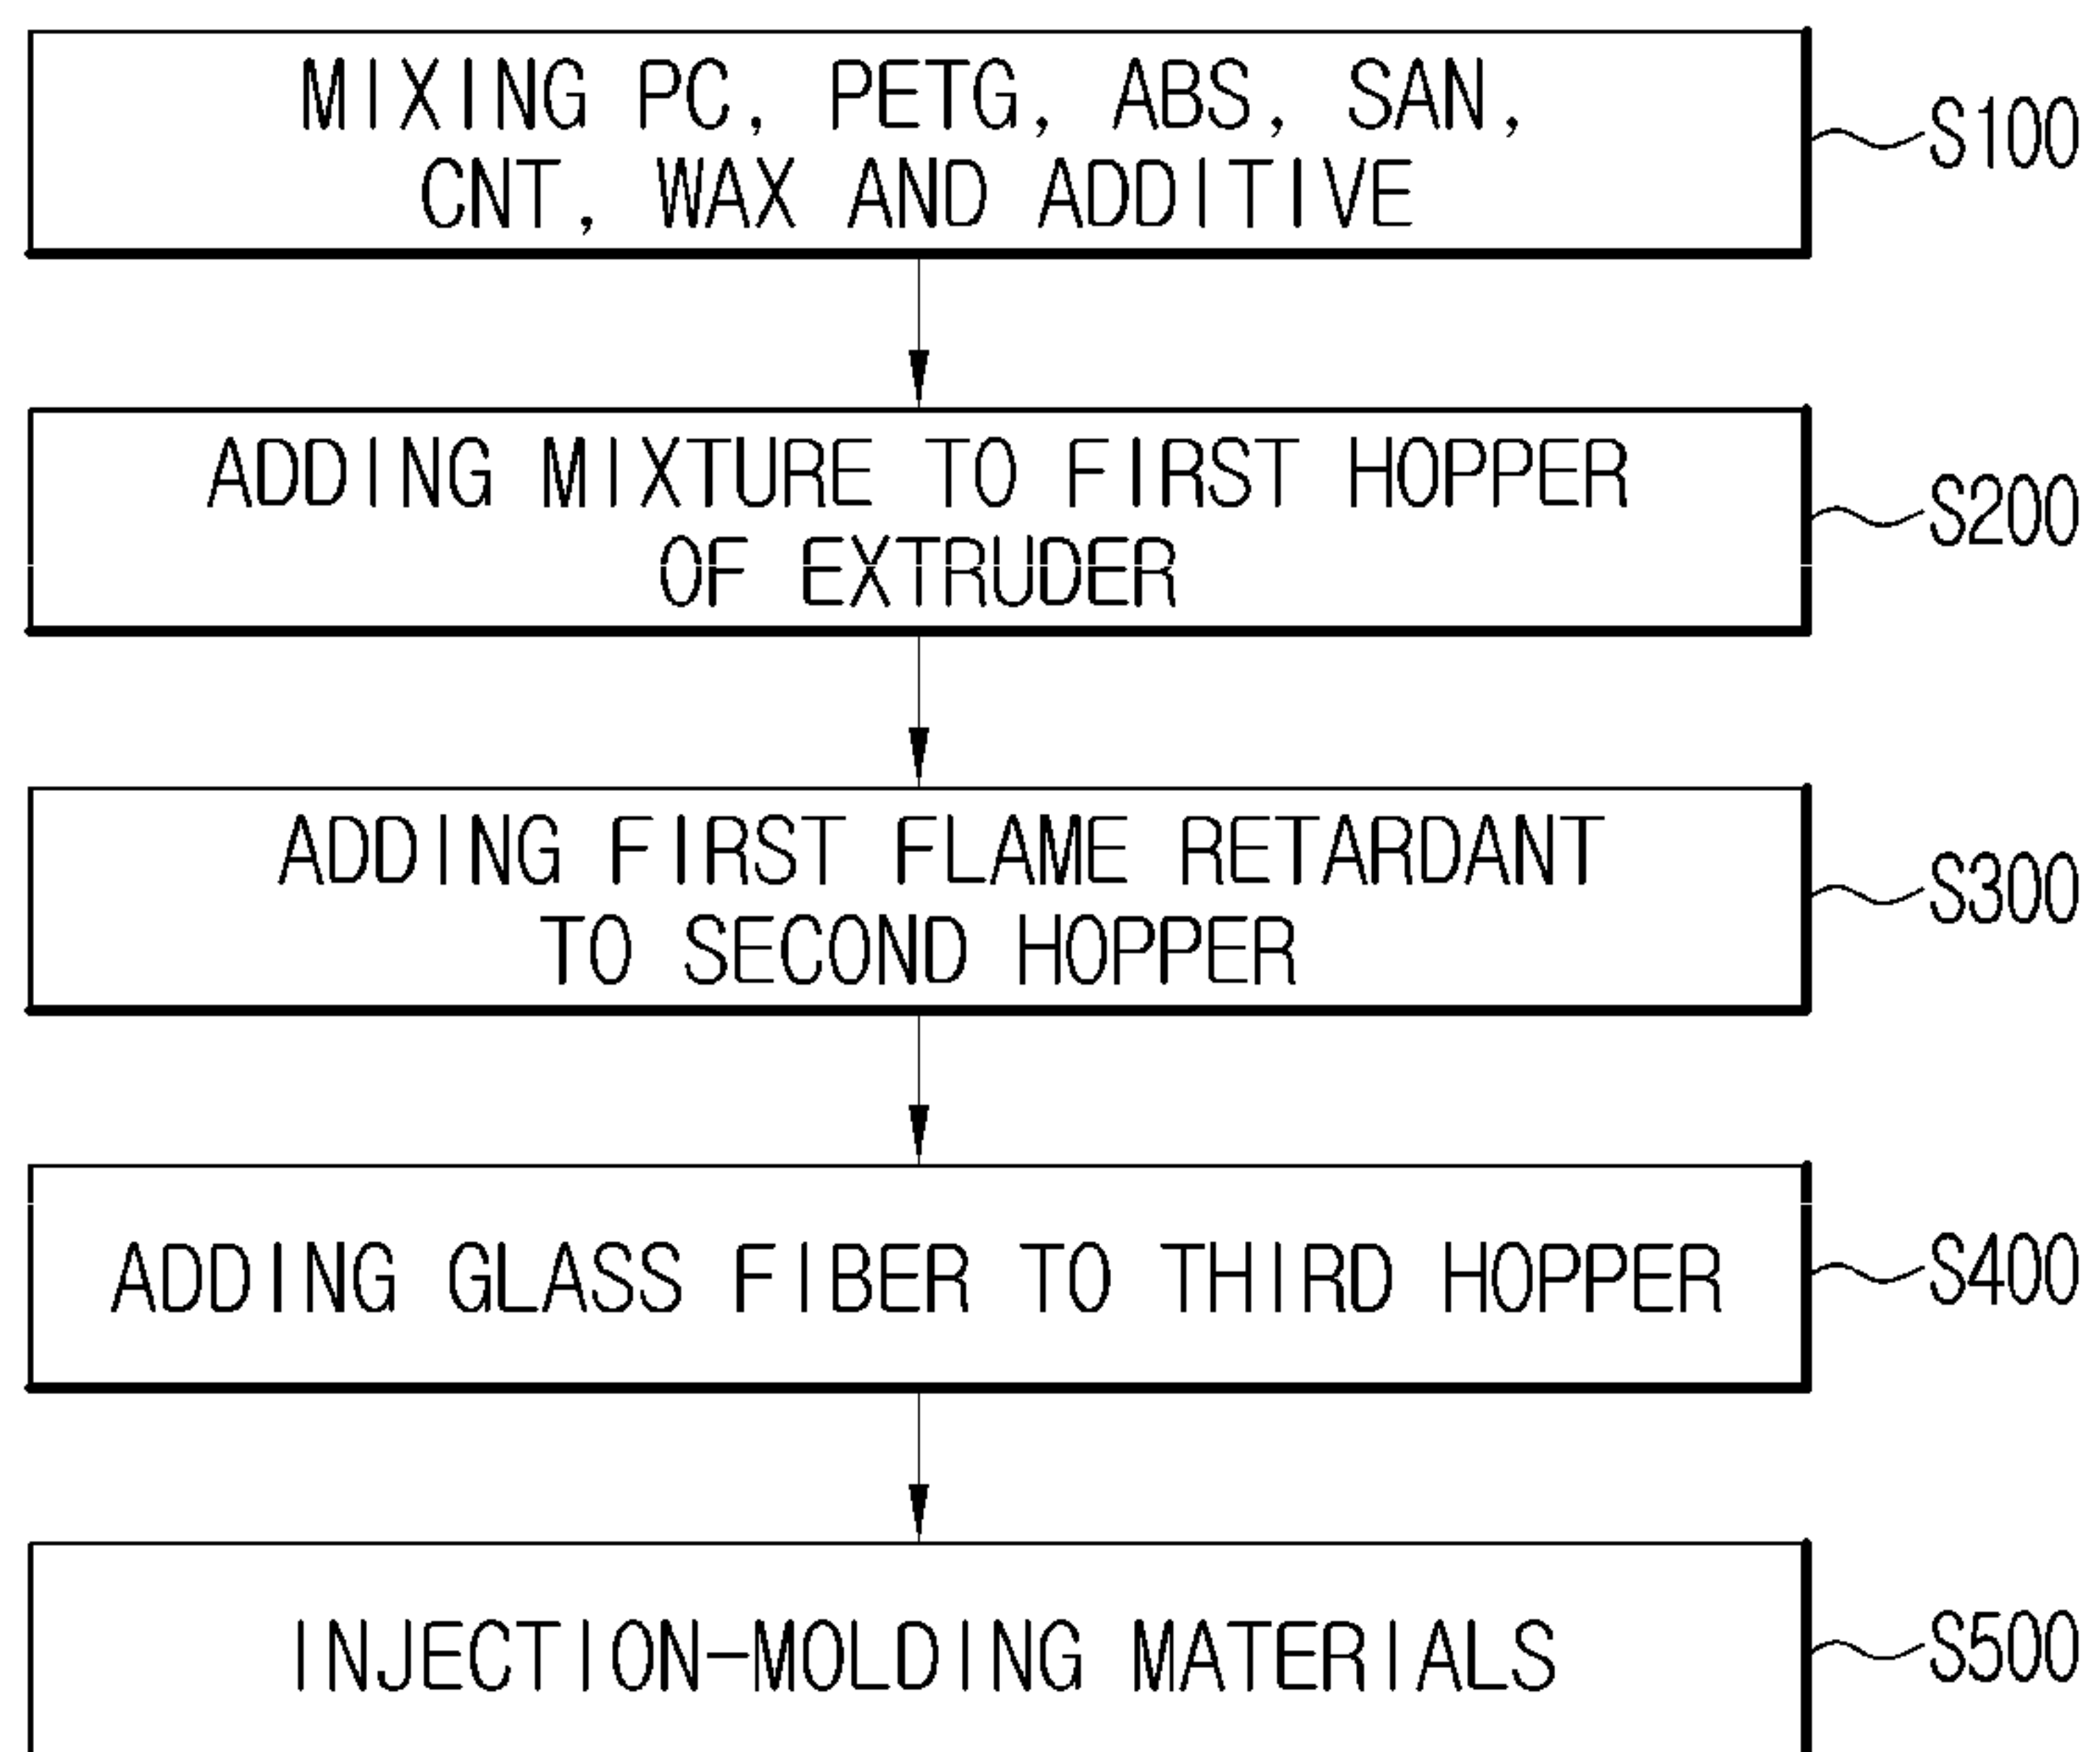 MIXING PC, PETG, ABS, SAN,
CNT, WAX AND ADDITIVE
S100
ADDING MIXTURE TO FIRST HOPPER
OF EXTRUDER
S200
ADDING FIRST FLAME RETARDANT
TO SECOND HOPPER
S300
ADDING GLASS FIBER TO THIRD HOPPER
S400
INJECTION-MOLDING MATERIALS
S500